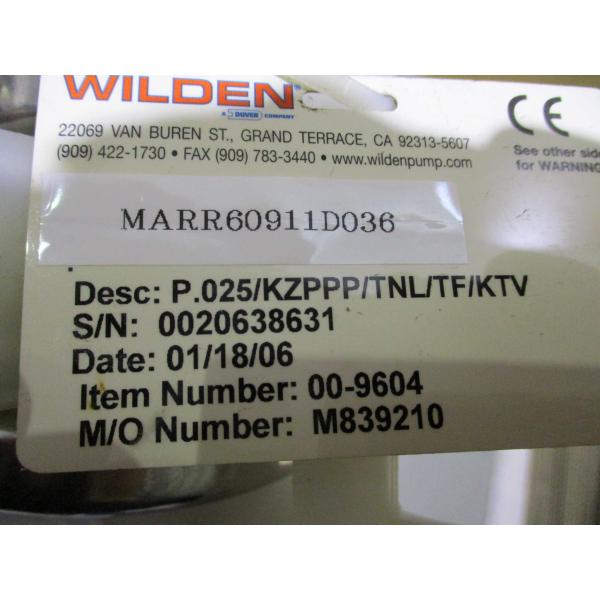 WILDEN
A DOVER COMPANY
22069 VAN BUREN ST., GRAND TERRACE, CA 92313-5607
(909) 422-1730 • FAX (909) 783-3440 • www.wildenpump.com
CE
See other side
for WARNING
MARR60911D036
Desc: P.025/KZPPP/TNL/TF/KTV
S/N: 0020638631
Date: 01/18/06
Item Number: 00-9604
M/O Number: M839210